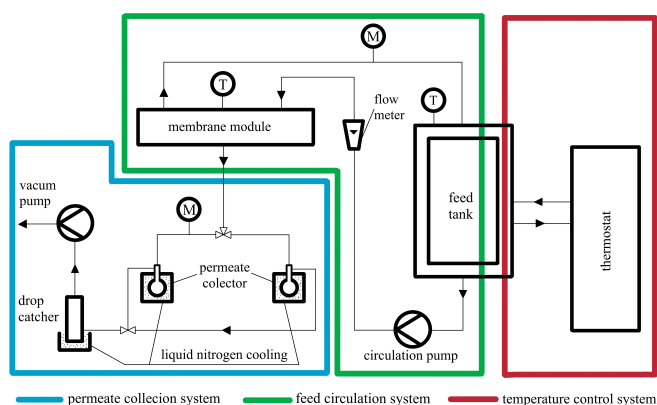 M
T
membrane module
flow
meter
T
vacum
pump
M
feed
tank
thermostat
permeate
colector
drop
catcher
liquid nitrogen cooling
circulation pump
permeate collecion system
feed circulation system
temperature control system